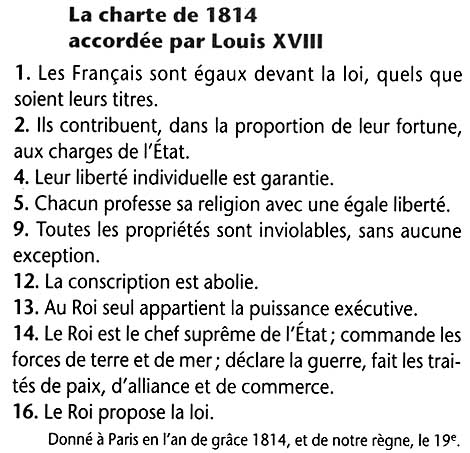 La charte de 1814
accordée par Louis XVIII
1. Les Français sont égaux devant la loi, quels que
soient leurs titres.
2. Ils contribuent, dans la proportion de leur fortune,
aux charges de l'État.
4. Leur liberté individuelle est garantie.
5. Chacun professe sa religion avec une égale liberté.
9. Toutes les propriétés sont inviolables, sans aucune
exception.
12. La conscription est abolie.
13. Au Roi seul appartient la puissance exécutive.
14. Le Roi est le chef suprême de l'État ; commande les
forces de terre et de mer ; déclare la guerre, fait les trai-
tés de paix, d'alliance et de commerce.
16. Le Roi propose la loi.
Donné à Paris en l'an de grâce 1814, et de notre règne, le 19e.